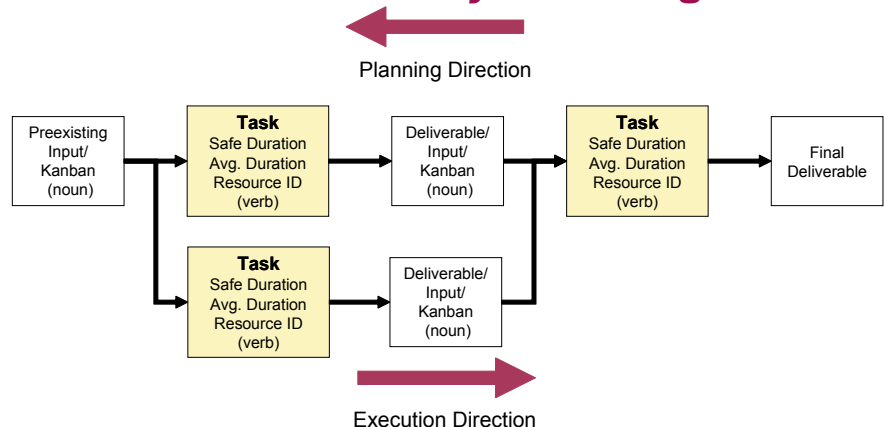 Planning Direction
Preexisting
Input/
Kanban
(noun)
Task
Safe Duration
Avg. Duration
Resource ID
(verb)
Deliverable/
Input/
Kanban
(noun)
Task
Safe Duration
Avg. Duration
Resource ID
(verb)
Final
Deliverable
Task
Safe Duration
Avg. Duration
Resource ID
(verb)
Deliverable/
Input/
Kanban
(noun)
Execution Direction